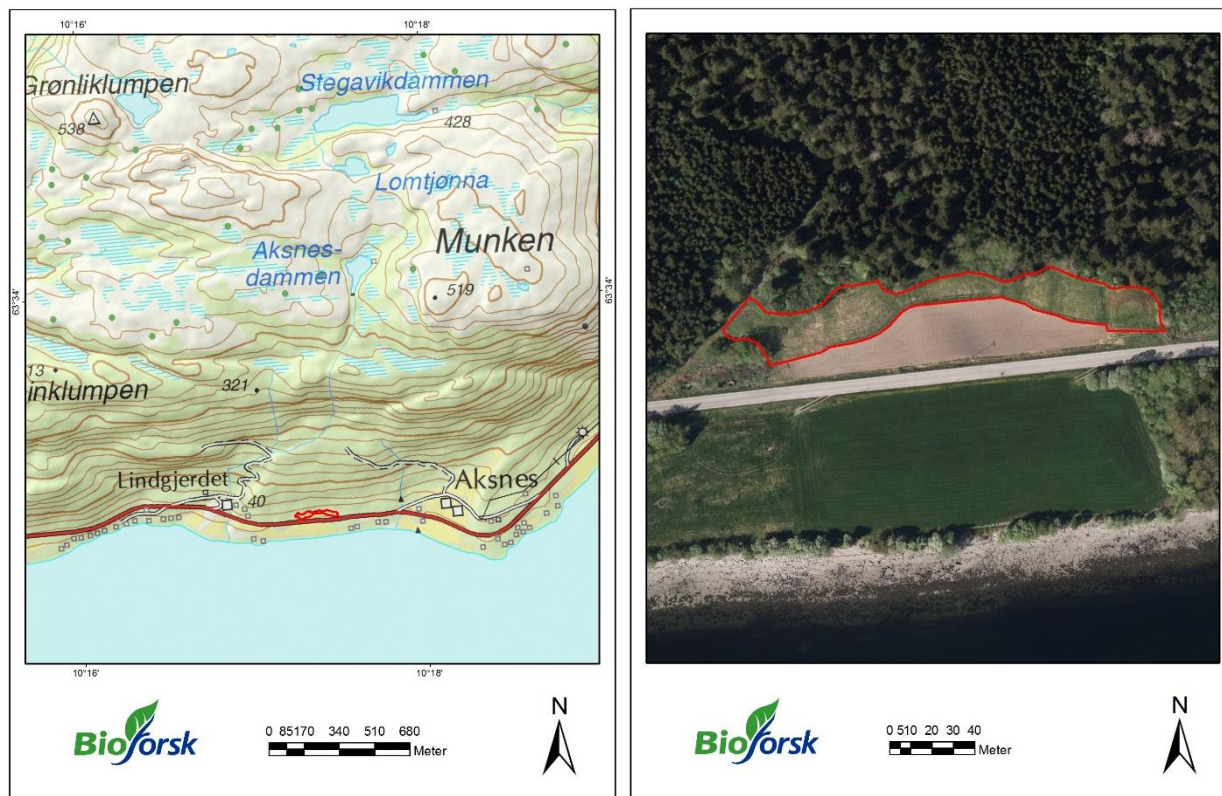 10°16'
10°18'
Grønliklumpen
538
Stegavikdammen
428
Lomtjønna
Munken
Aksnes-
dammen
519
63°34'
63°34'
13
inklumpen
321
Lindgjerdet
40
Aksnes
10°16'
10°18'
Bioforsk
0 85170 340 510 680
Meter
N
Bioforsk
0 510 20 30 40
Meter
N